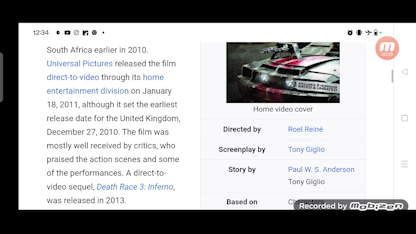 12:34
South Africa earlier in 2010.
Universal Pictures released the film
direct-to-video through its home
entertainment division on January
18, 2011, although it set the earliest
release date for the United Kingdom,
December 27, 2010. The film was
mostly well received by critics, who
praised the action scenes and some
of the performances. A direct-to-
video sequel, Death Race 3: Inferno,
was released in 2013.
Home video cover
Directed by Roel Reiné
Screenplay by Tony Giglio
Story by Paul W. S. Anderson
Tony Giglio
Based on
Recorded by Mobizen